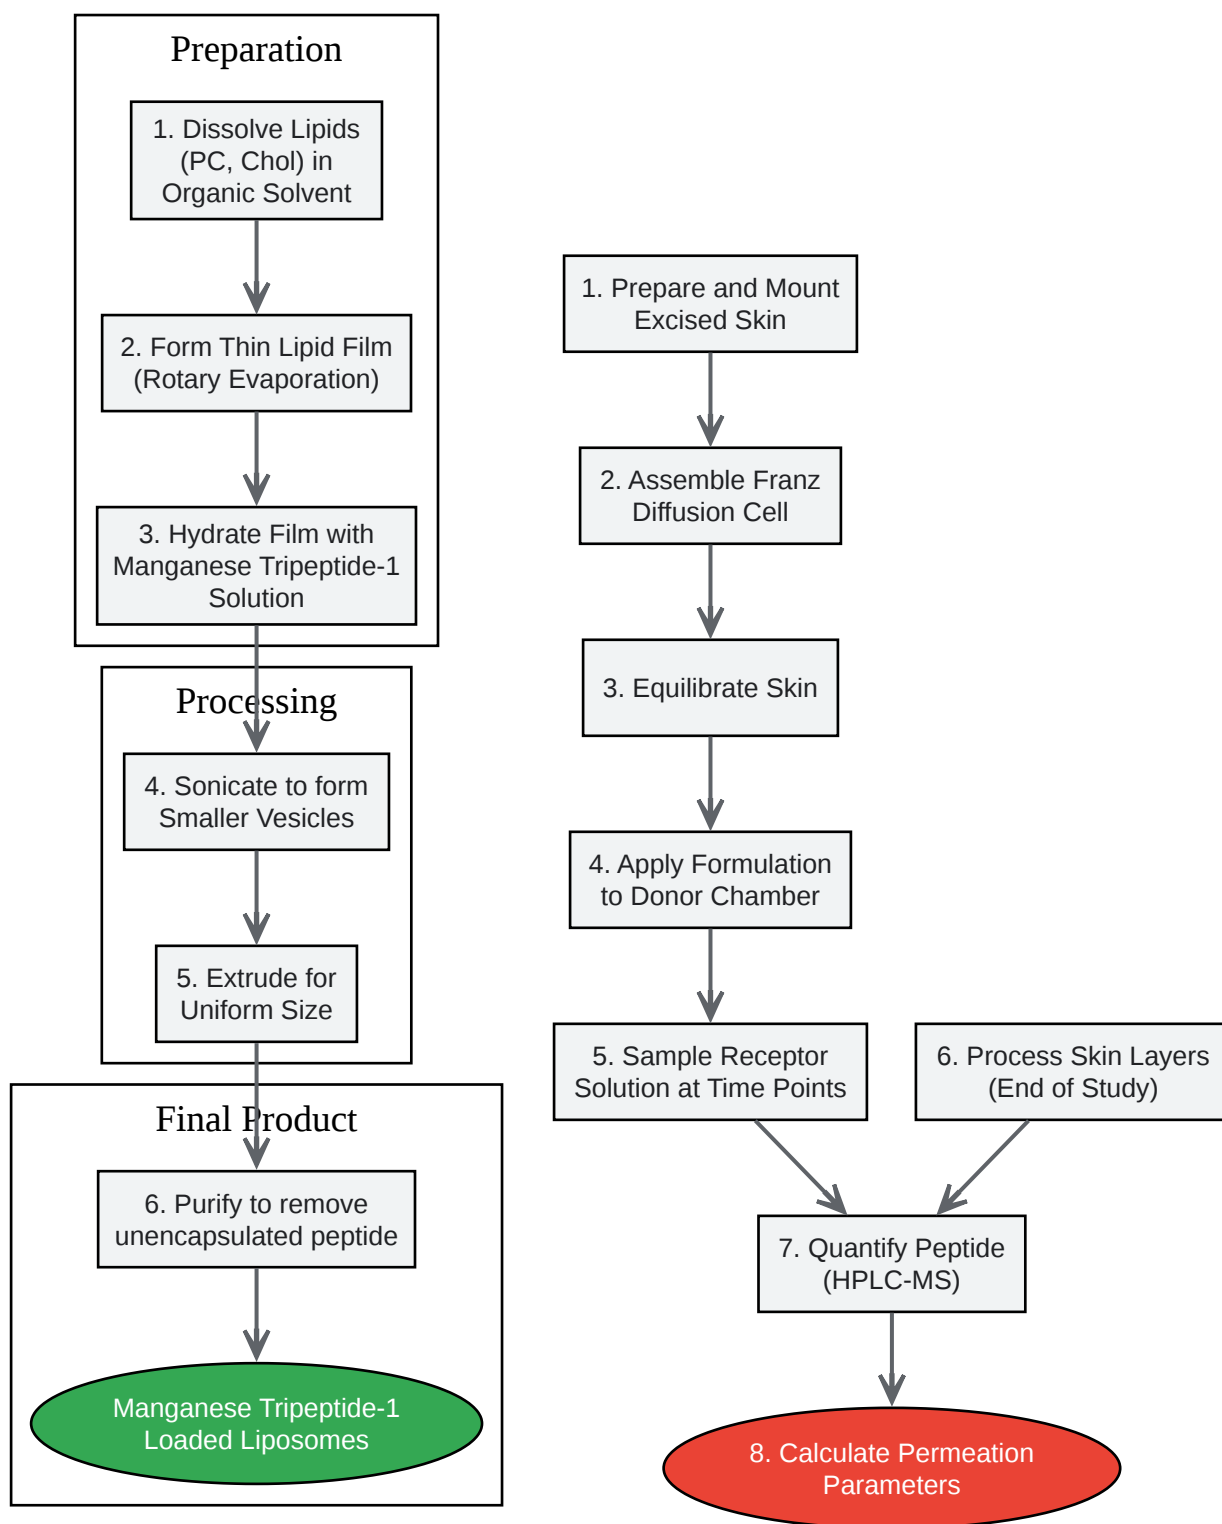 Preparation
1. Dissolve Lipids
(PC, Chol) in
Organic Solvent
2. Form Thin Lipid Film
(Rotary Evaporation)
3. Hydrate Film with
Manganese Tripeptide-1
Solution
Processing
4. Sonicate to form
Smaller Vesicles
5. Extrude for
Uniform Size
Final Product
6. Purify to remove
unencapsulated peptide
Manganese Tripeptide-1
Loaded Liposomes
1. Prepare and Mount
Excised Skin
2. Assemble Franz
Diffusion Cell
3. Equilibrate Skin
4. Apply Formulation
to Donor Chamber
5. Sample Receptor
Solution at Time Points
6. Process Skin Layers
(End of Study)
7. Quantify Peptide
(HPLC-MS)
8. Calculate Permeation
Parameters